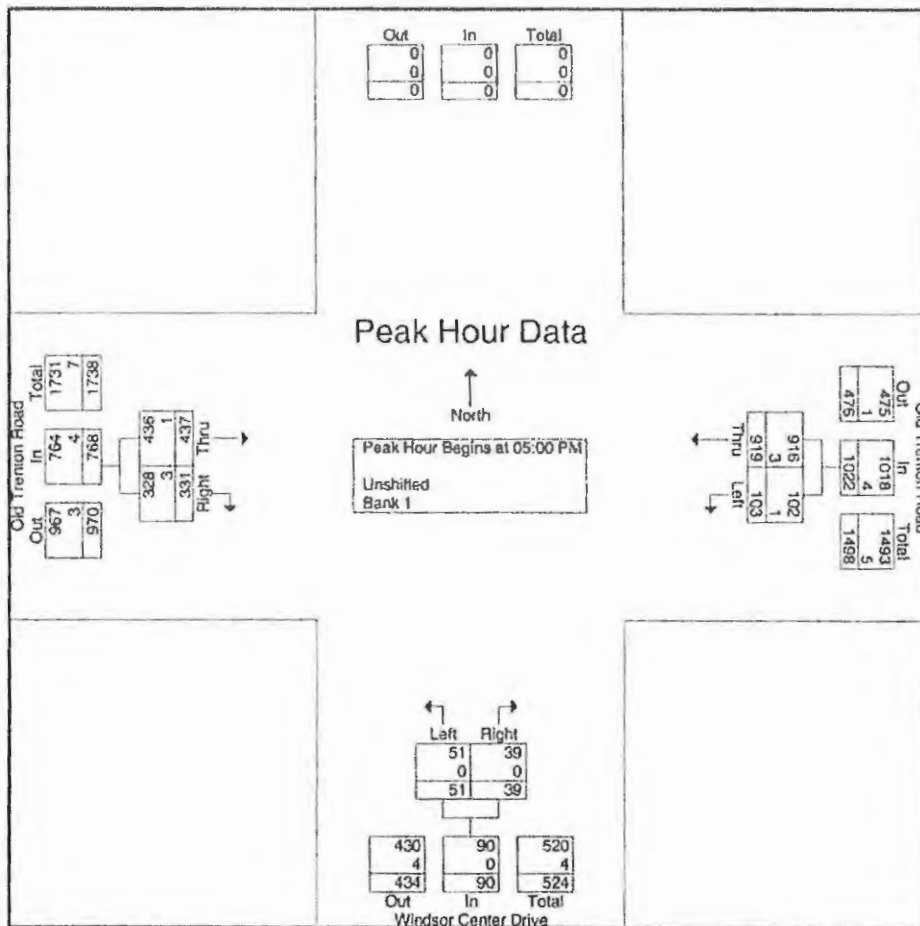 Out In Total
0 0 0
0 0 0
0 0 0
Peak Hour Data
North
Peak Hour Begins at 05:00 PM
Unshifted
Bank 1
Old Trenton Road
Out In Total
967 764 1731
3 4 7
970 768 1738
Right Thru
328 436
3 1
331 437
Out In Total
475 1018 1493
1 4 5
476 1022 1498
Thru Left
916 102
3 1
919 103
Left Right
51 39
0 0
51 39
430 90 520
4 0 4
434 90 524
Out In Total
Windsor Center Drive